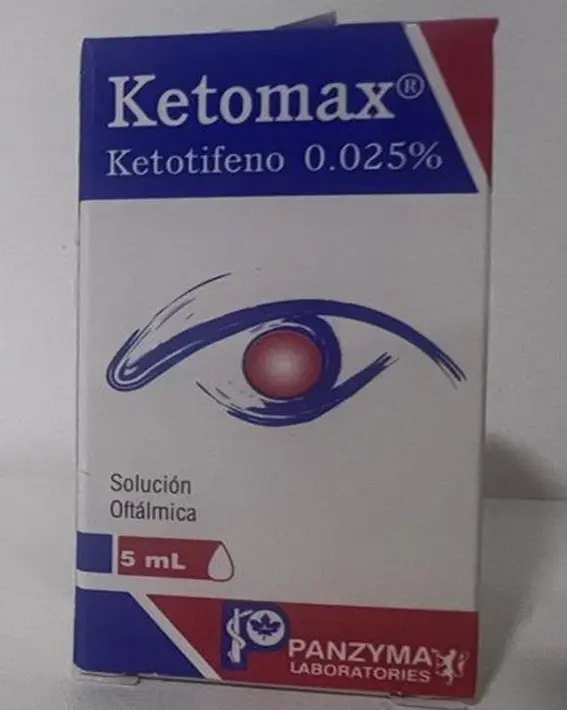 Ketomax®
Ketotifeno 0.025%
Solución
Oftálmica
5 mL
PANZYMA
LABORATORIES